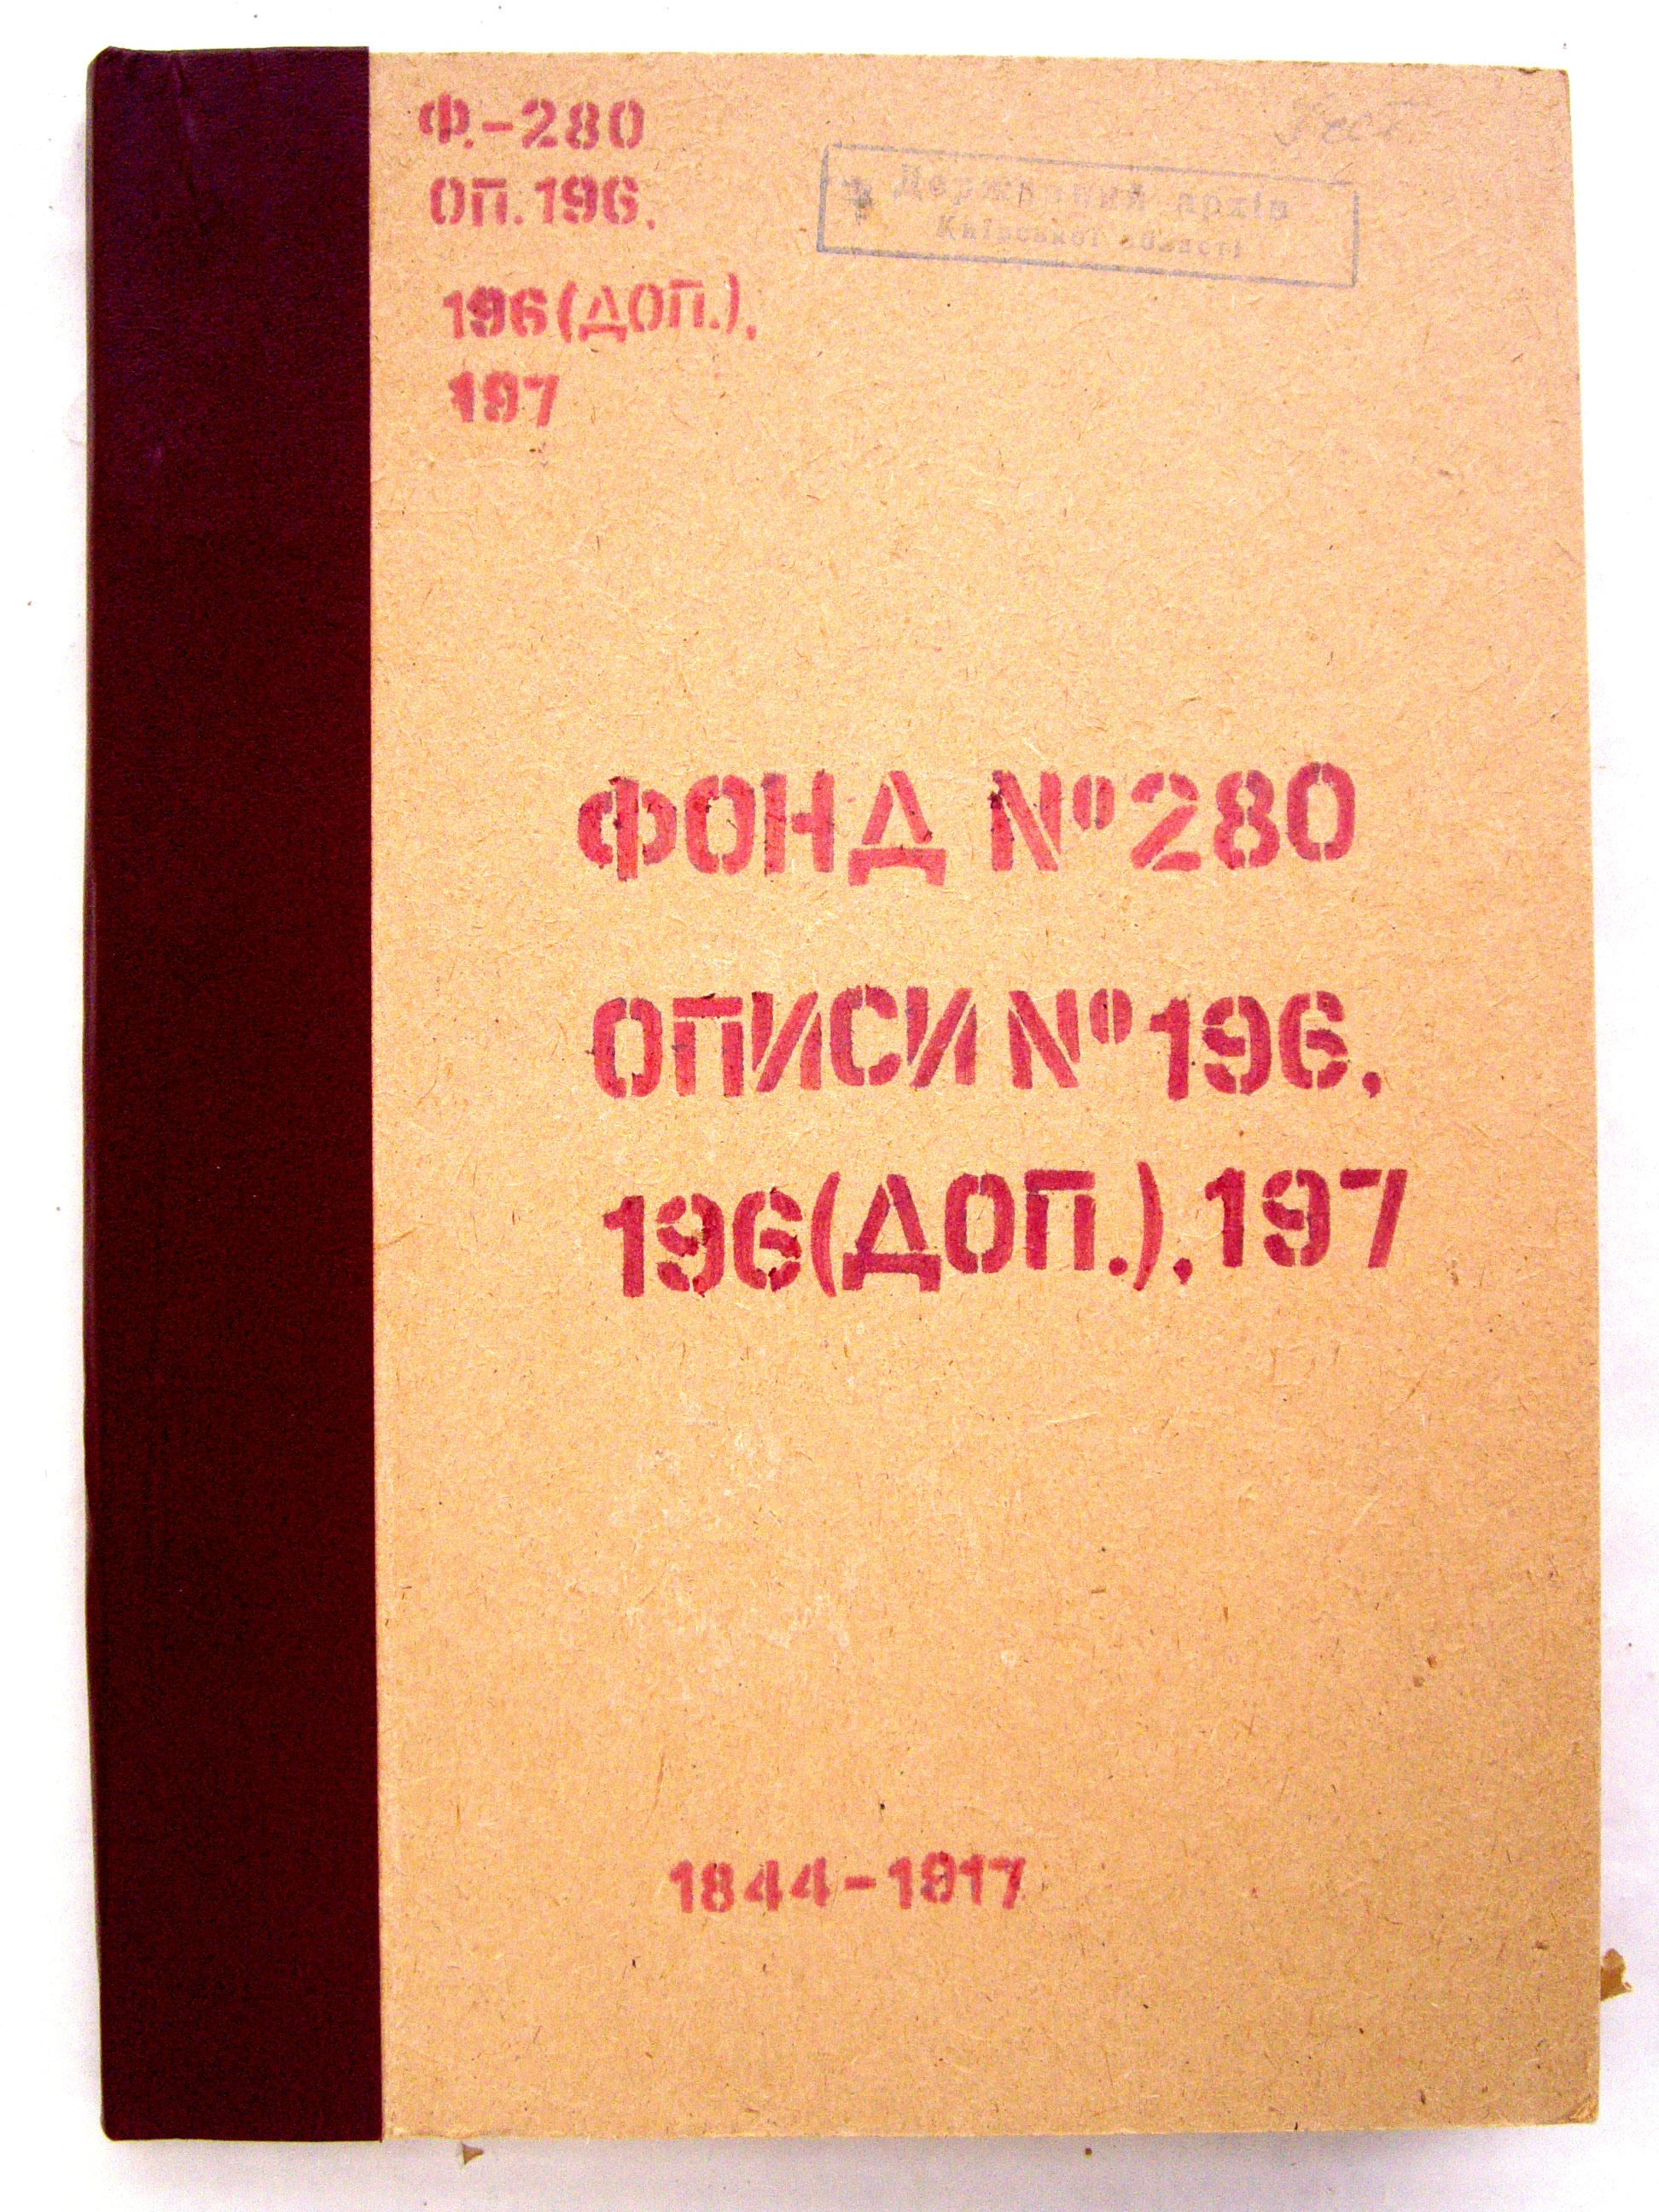 Ф.-280
ОП. 196.
196(ДОП.),
197
Державний архів
Київської області
ФОНД №280
ОПИСИ №196,
196(ДОП.), 197
1844-1917